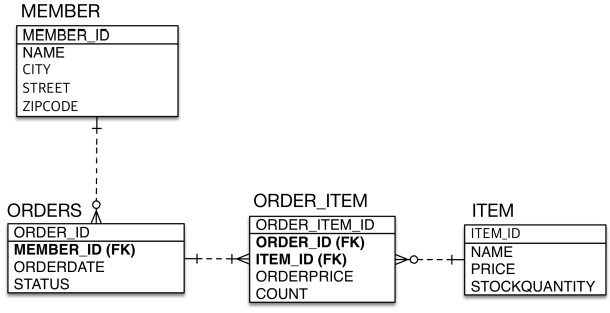 MEMBER
MEMBER_ID
NAME
CITY
STREET
ZIPCODE
ORDERS
ORDER_ID
MEMBER_ID (FK)
ORDERDATE
STATUS
ORDER_ITEM
ORDER_ITEM_ID
ORDER_ID (FK)
ITEM_ID (FK)
ORDERPRICE
COUNT
ITEM
ITEM_ID
NAME
PRICE
STOCKQUANTITY